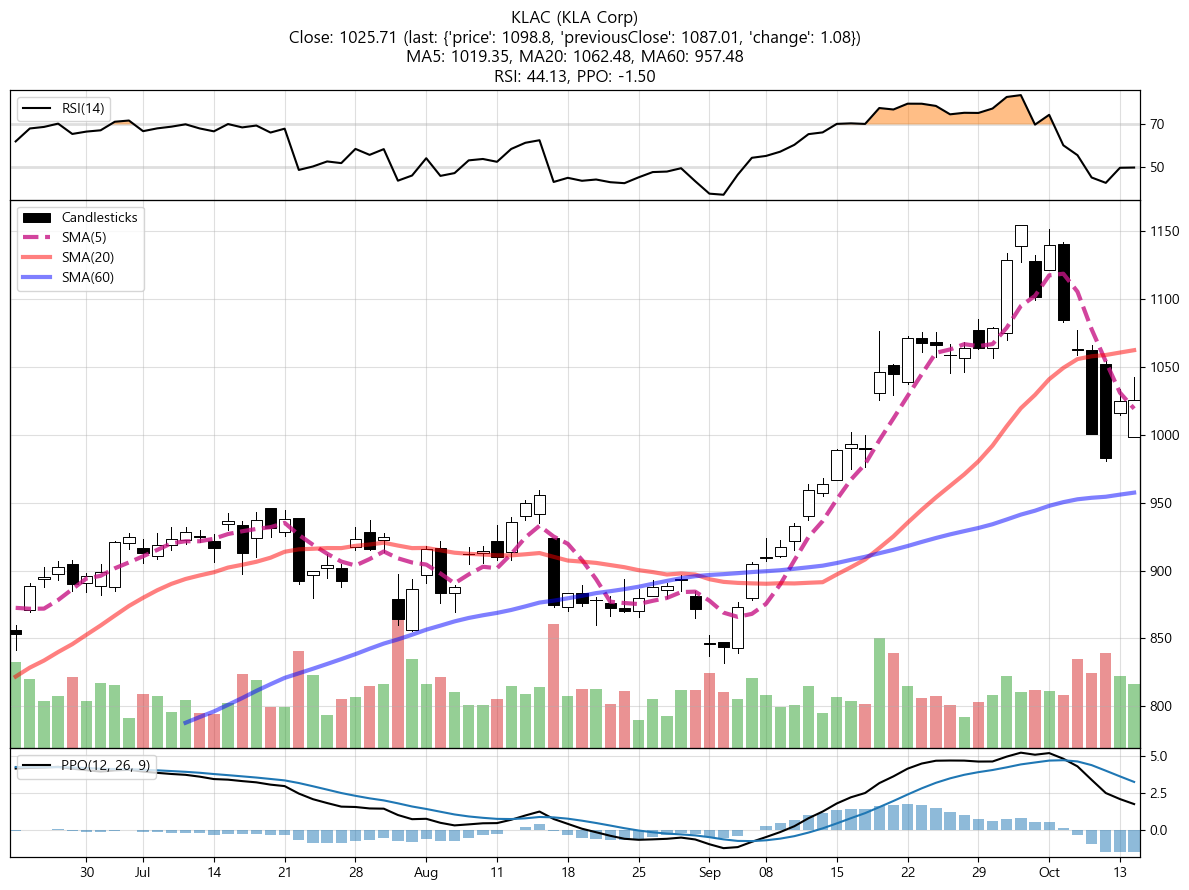 KLAC (KLA Corp)
Close: 1025.71 (last: {'price': 1098.8, 'previousClose': 1087.01, 'change': 1.08})
MA5: 1019.35, MA20: 1062.48, MA60: 957.48
RSI: 44.13, PPO: -1.50
RSI(14)
70
50
Candlesticks
SMA(5)
SMA(20)
SMA(60)
1150
1100
1050
1000
950
900
850
800
PPO(12, 26, 9)
5.0
2.5
0.0
30 Jul 14 21 28 Aug 11 18 25 Sep 08 15 22 29 Oct 13